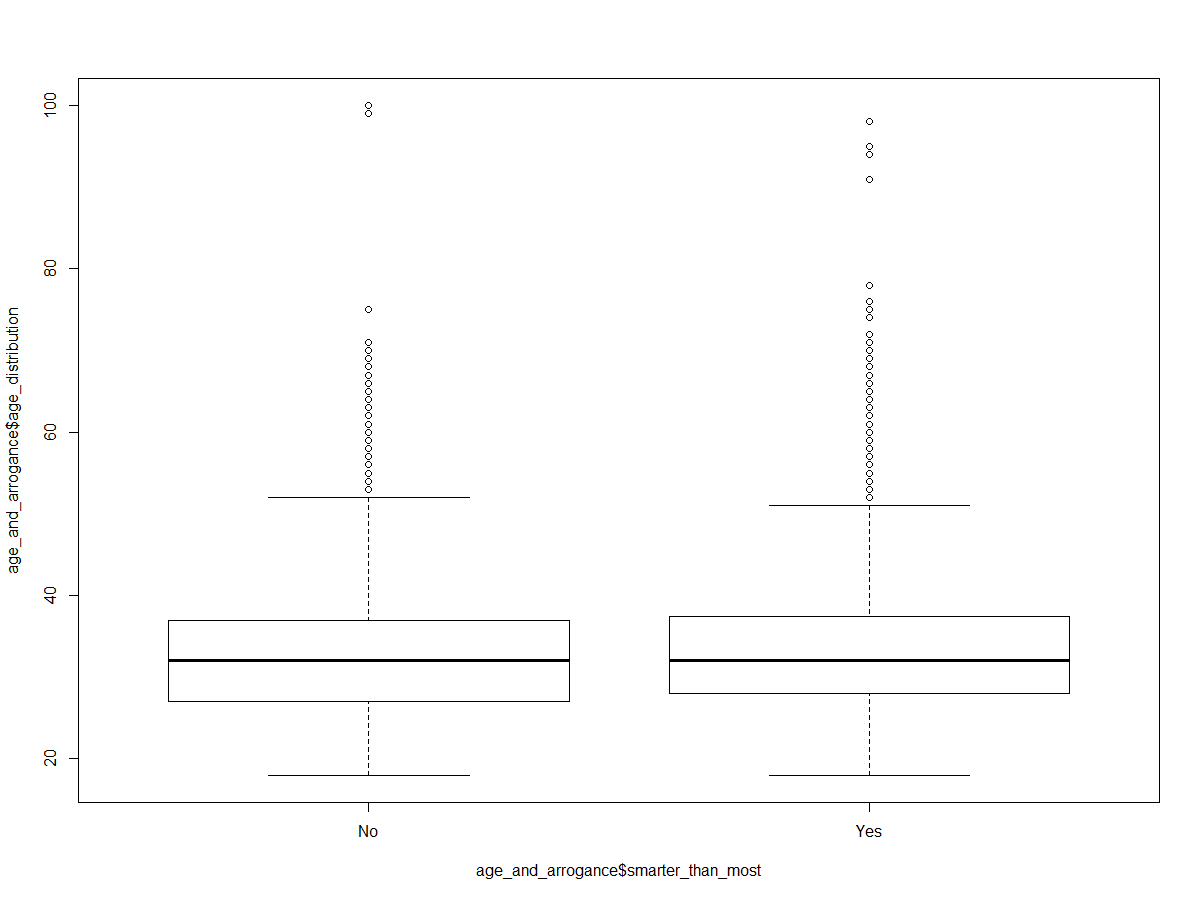 100
80
60
40
20
age_and_arrogance$age_distribution
No Yes
age_and_arrogance$smarter_than_most